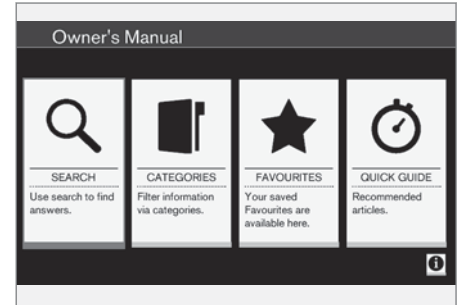 Owner's Manual
SEARCH
Use search to find
answers.
CATEGORIES
Filter information
via categories.
FAVOURITES
Your saved
Favourites are
available here.
QUICK GUIDE
Recommended
articles.
i